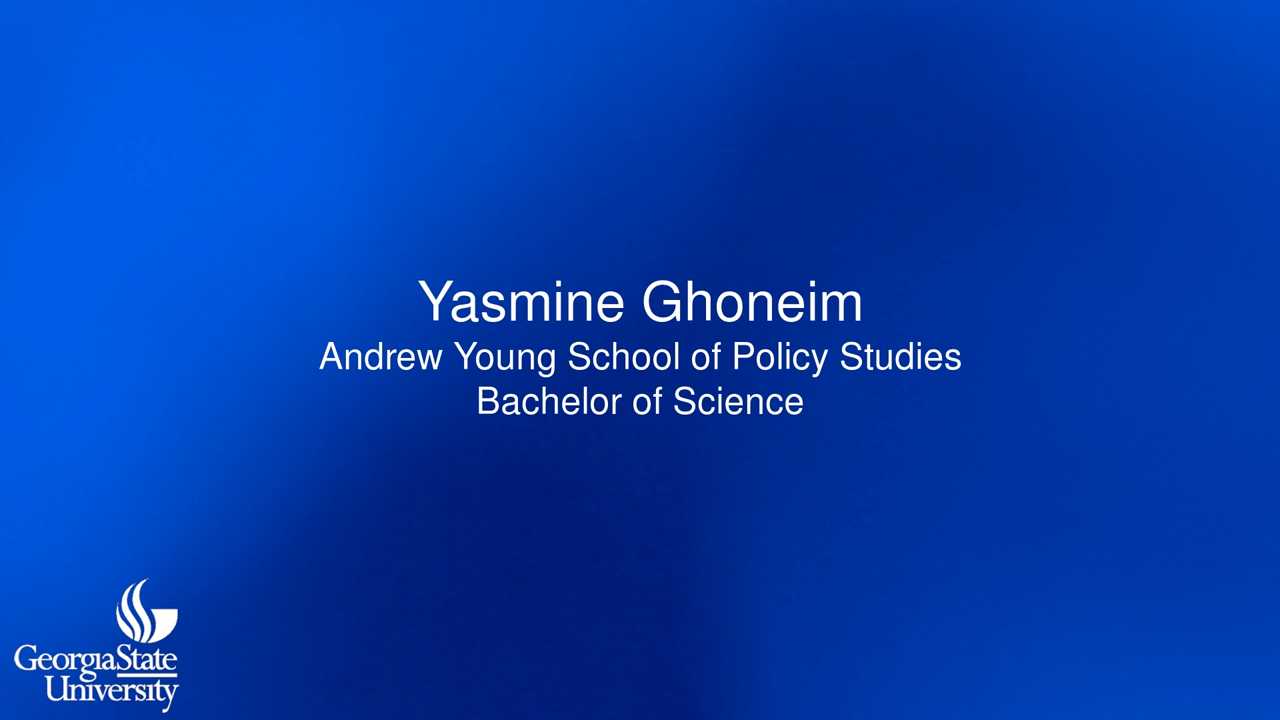 Yasmine Ghoneim
Andrew Young School of Policy Studies
Bachelor of Science
GeorgiaState
University